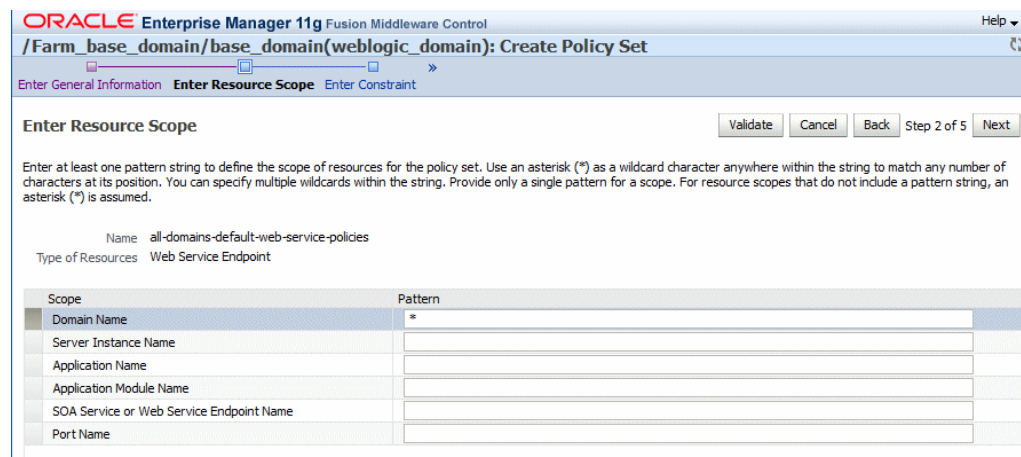 ORACLE Enterprise Manager 11g Fusion Middleware Control Help
/Farm_base_domain/base_domain(weblogic_domain): Create Policy Set
»
Enter General Information Enter Resource Scope Enter Constraint
Enter Resource Scope Validate Cancel Back Step 2 of 5 Next
Enter at least one pattern string to define the scope of resources for the policy set. Use an asterisk (*) as a wildcard character anywhere within the string to match any number of
characters at its position. You can specify multiple wildcards within the string. Provide only a single pattern for a scope. For resource scopes that do not include a pattern string, an
asterisk (*) is assumed.
Name all-domains-default-web-service-policies
Type of Resources Web Service Endpoint
Scope Pattern
Domain Name *
Server Instance Name
Application Name
Application Module Name
SOA Service or Web Service Endpoint Name
Port Name